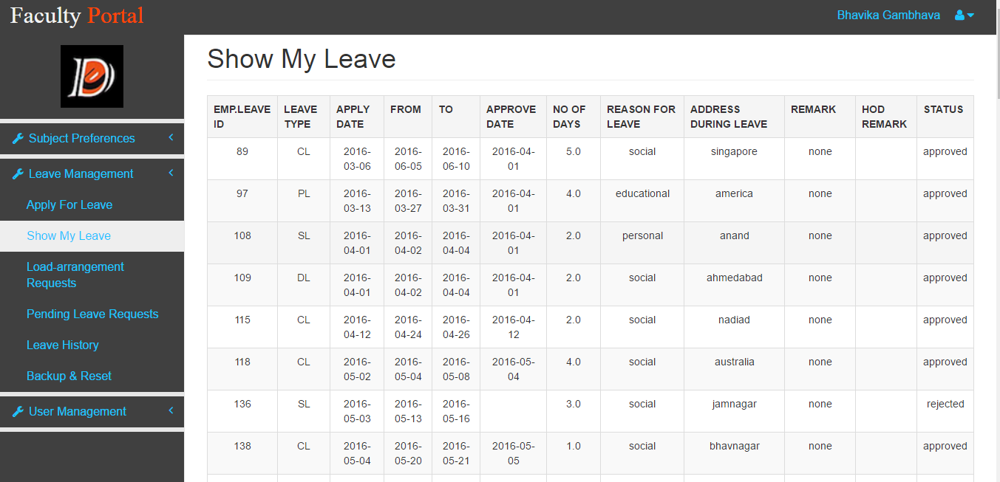 Faculty Portal
Bhavika Gambhava
D
Subject Preferences
Leave Management
Apply For Leave
Show My Leave
Load-arrangement
Requests
Pending Leave Requests
Leave History
Backup & Reset
User Management
Show My Leave
EMP.LEAVE ID LEAVE TYPE APPLY DATE FROM TO APPROVE DATE NO OF DAYS REASON FOR LEAVE ADDRESS DURING LEAVE REMARK HOD REMARK STATUS
89 CL 2016-03-06 2016-06-05 2016-06-10 2016-04-01 5.0 social singapore none approved
97 PL 2016-03-13 2016-03-27 2016-03-31 2016-04-01 4.0 educational america none approved
108 SL 2016-04-01 2016-04-02 2016-04-04 2016-04-01 2.0 personal anand none approved
109 DL 2016-04-01 2016-04-02 2016-04-04 2016-04-01 2.0 social ahmedabad none approved
115 CL 2016-04-12 2016-04-24 2016-04-26 2016-04-12 2.0 social nadiad none approved
118 CL 2016-05-02 2016-05-04 2016-05-08 2016-05-04 4.0 social australia none approved
136 SL 2016-05-03 2016-05-13 2016-05-16 3.0 social jamnagar none rejected
138 CL 2016-05-04 2016-05-20 2016-05-21 2016-05-05 1.0 social bhavnagar none approved